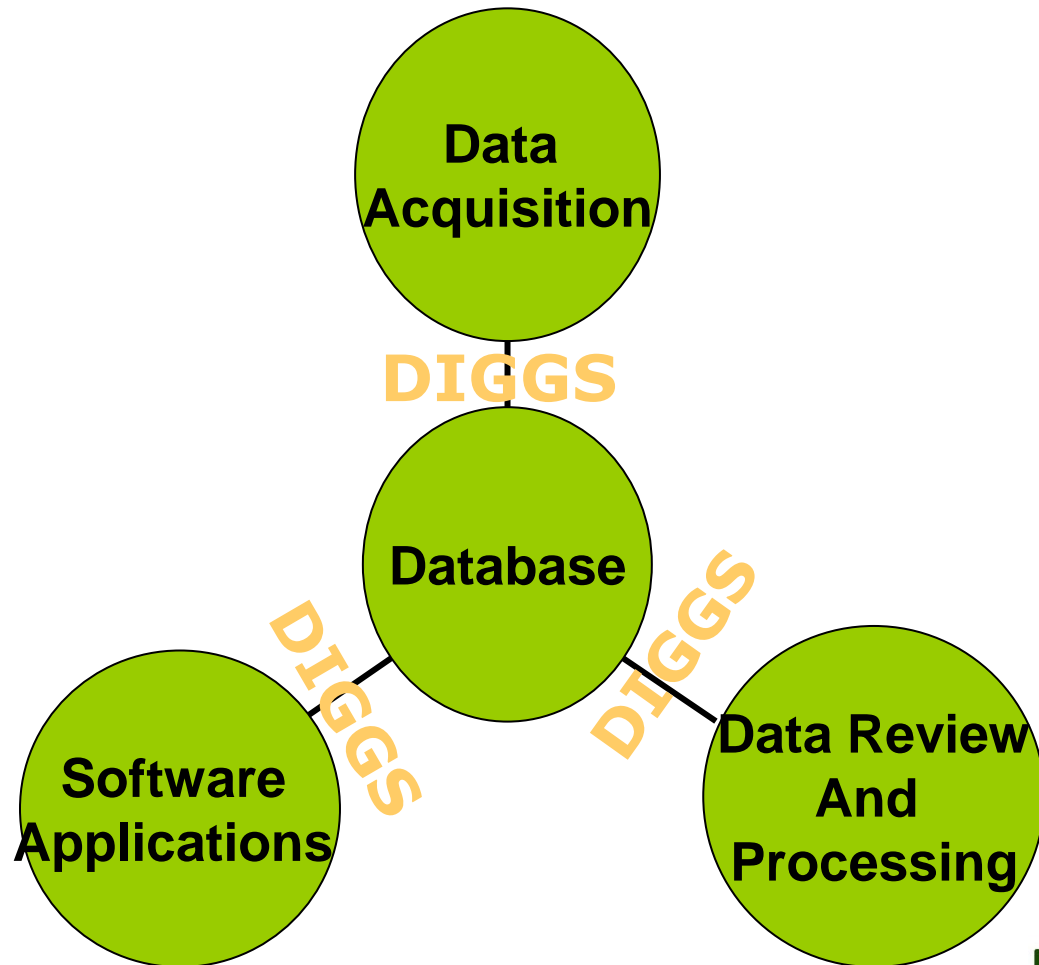 Data
Acquisition
DIGGS
Database
DIGGS
DIGGS
Software
Applications
Data Review
And
Processing